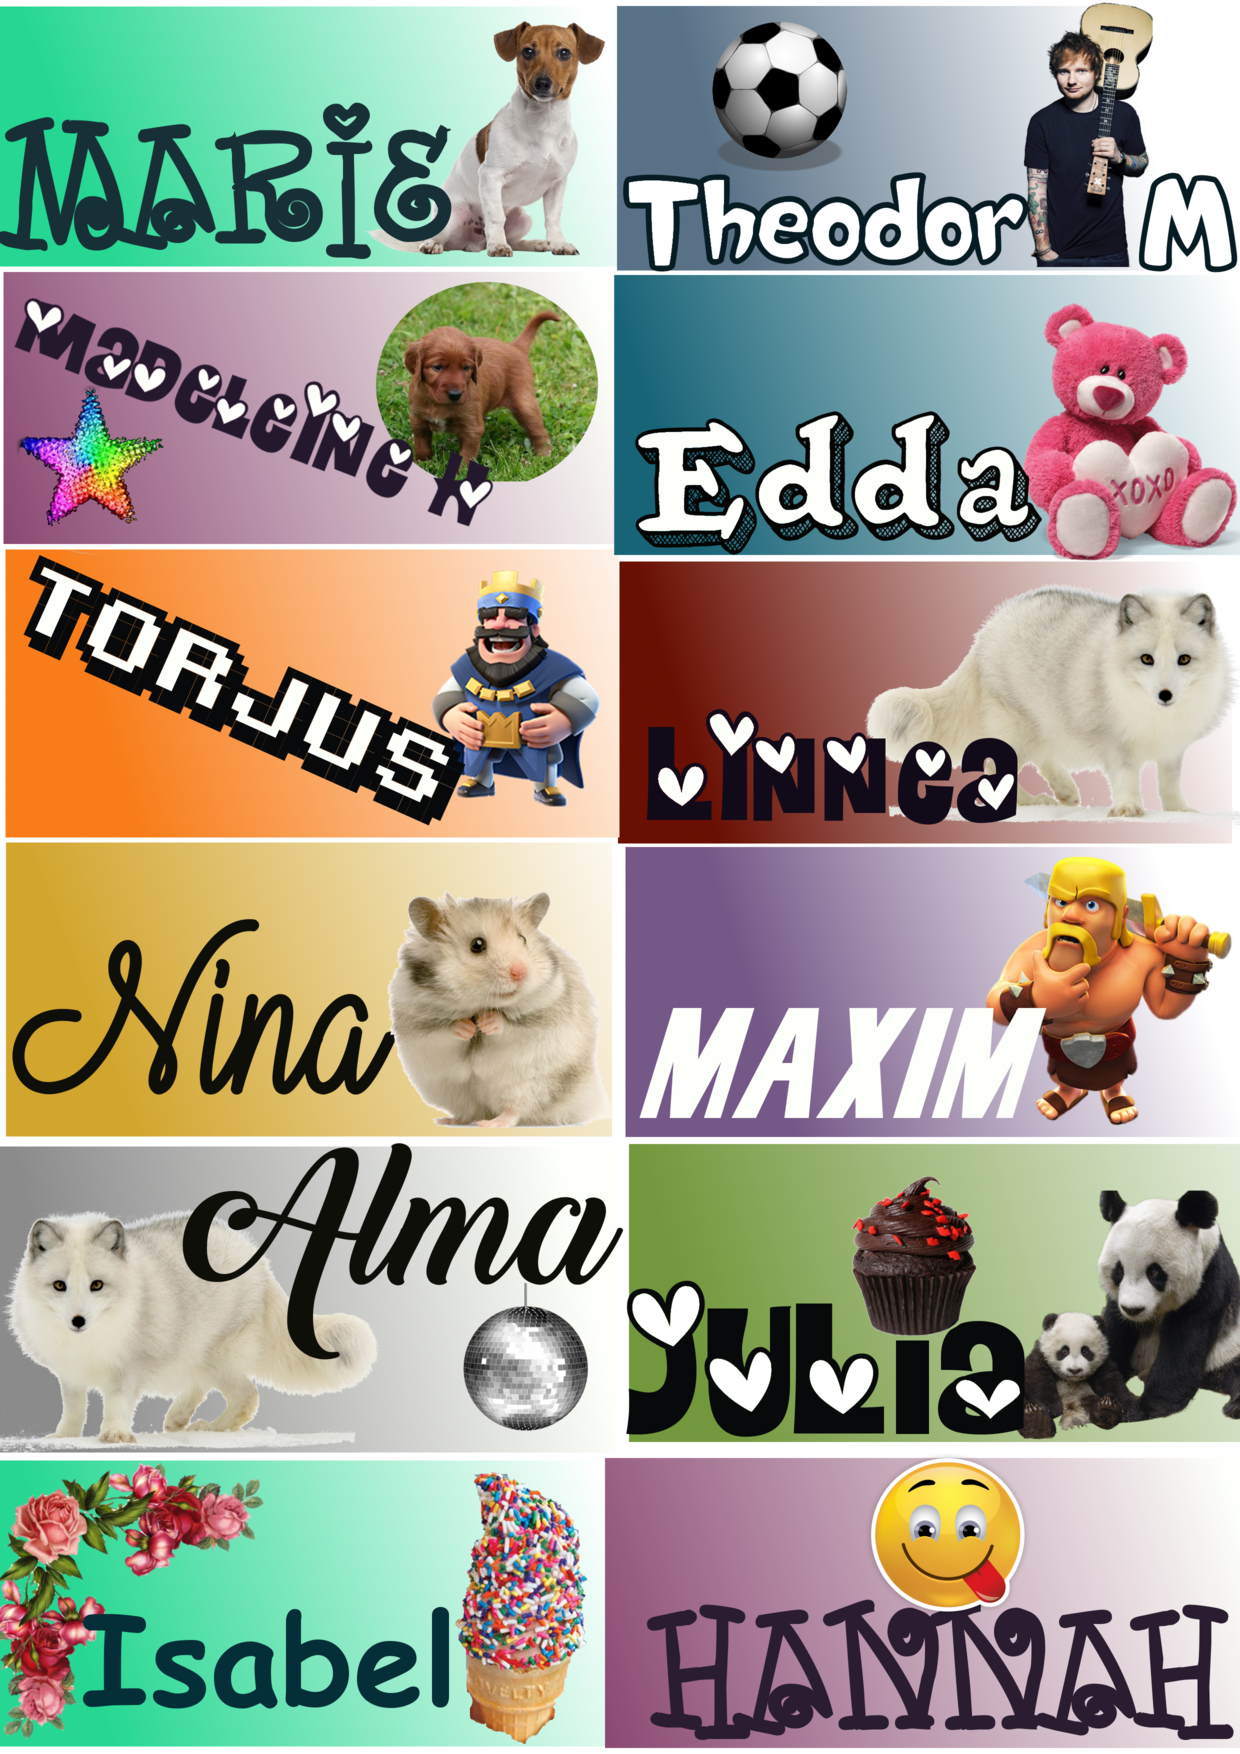 MARIE
Theodor M
MADELEINE H
Edda
XOXO
TORJUS
LINNEA
Nina
MAXIM
Alma
JULIA
Isabel
HANNAH